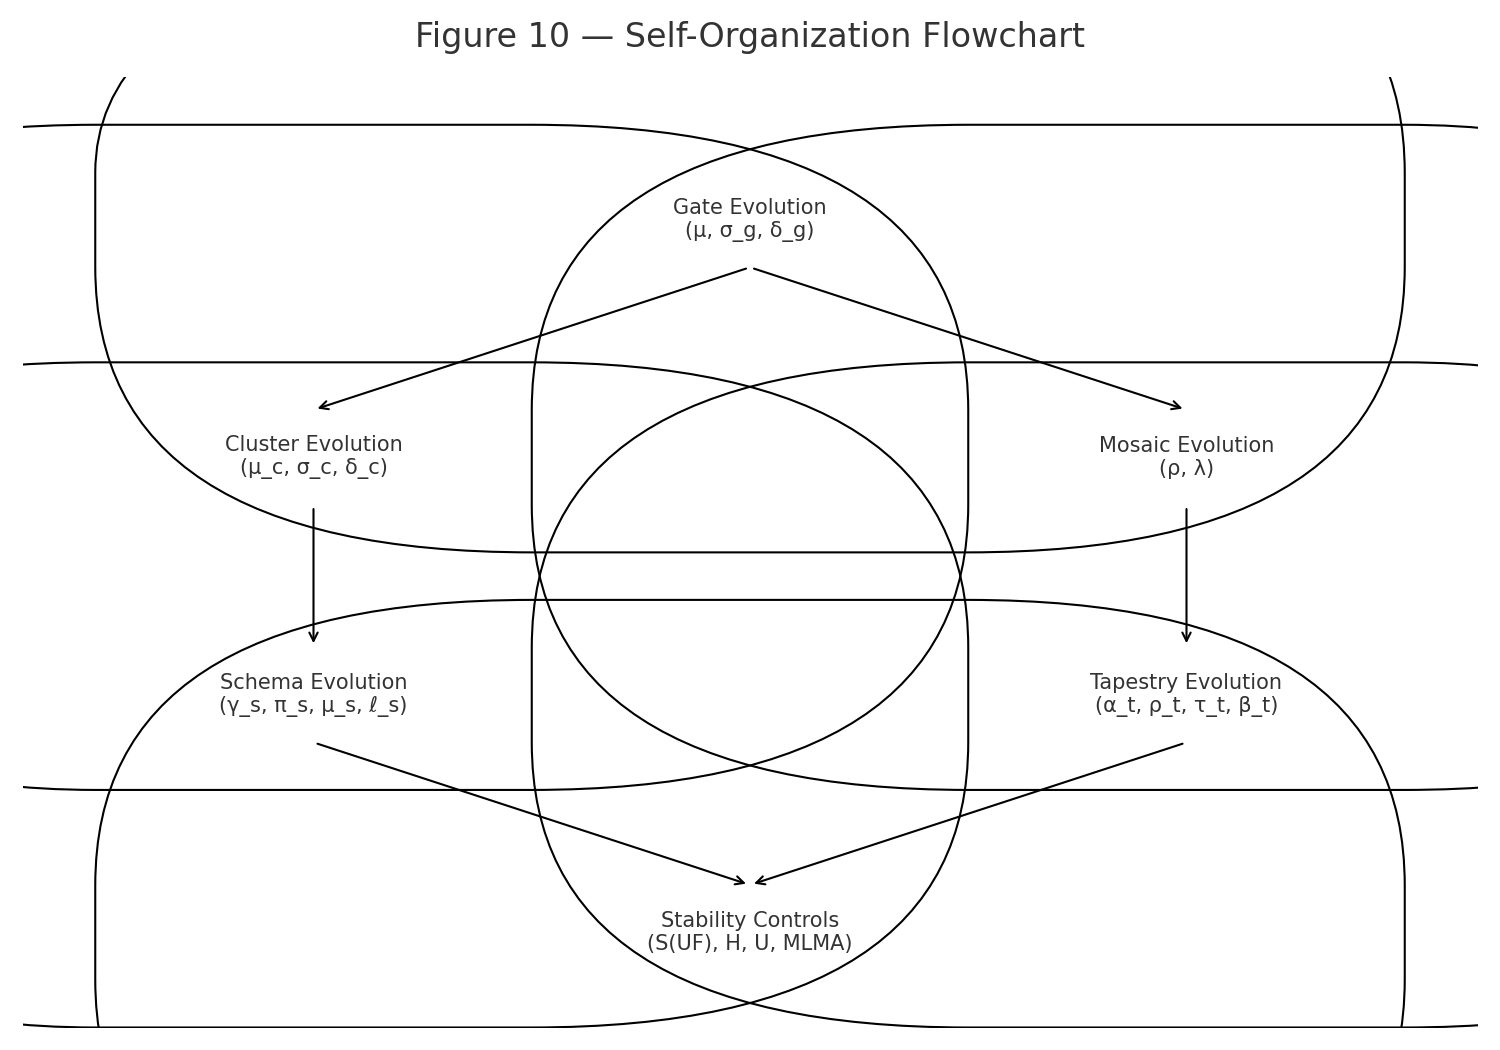 Figure 10 — Self-Organization Flowchart
Gate Evolution
(μ, σ_g, δ_g)
Cluster Evolution
(μ_c, σ_c, δ_c)
Mosaic Evolution
(ρ, λ)
Schema Evolution
(γ_s, π_s, μ_s, ℓ_s)
Tapestry Evolution
(α_t, ρ_t, τ_t, β_t)
Stability Controls
(S(UF), H, U, MLMA)